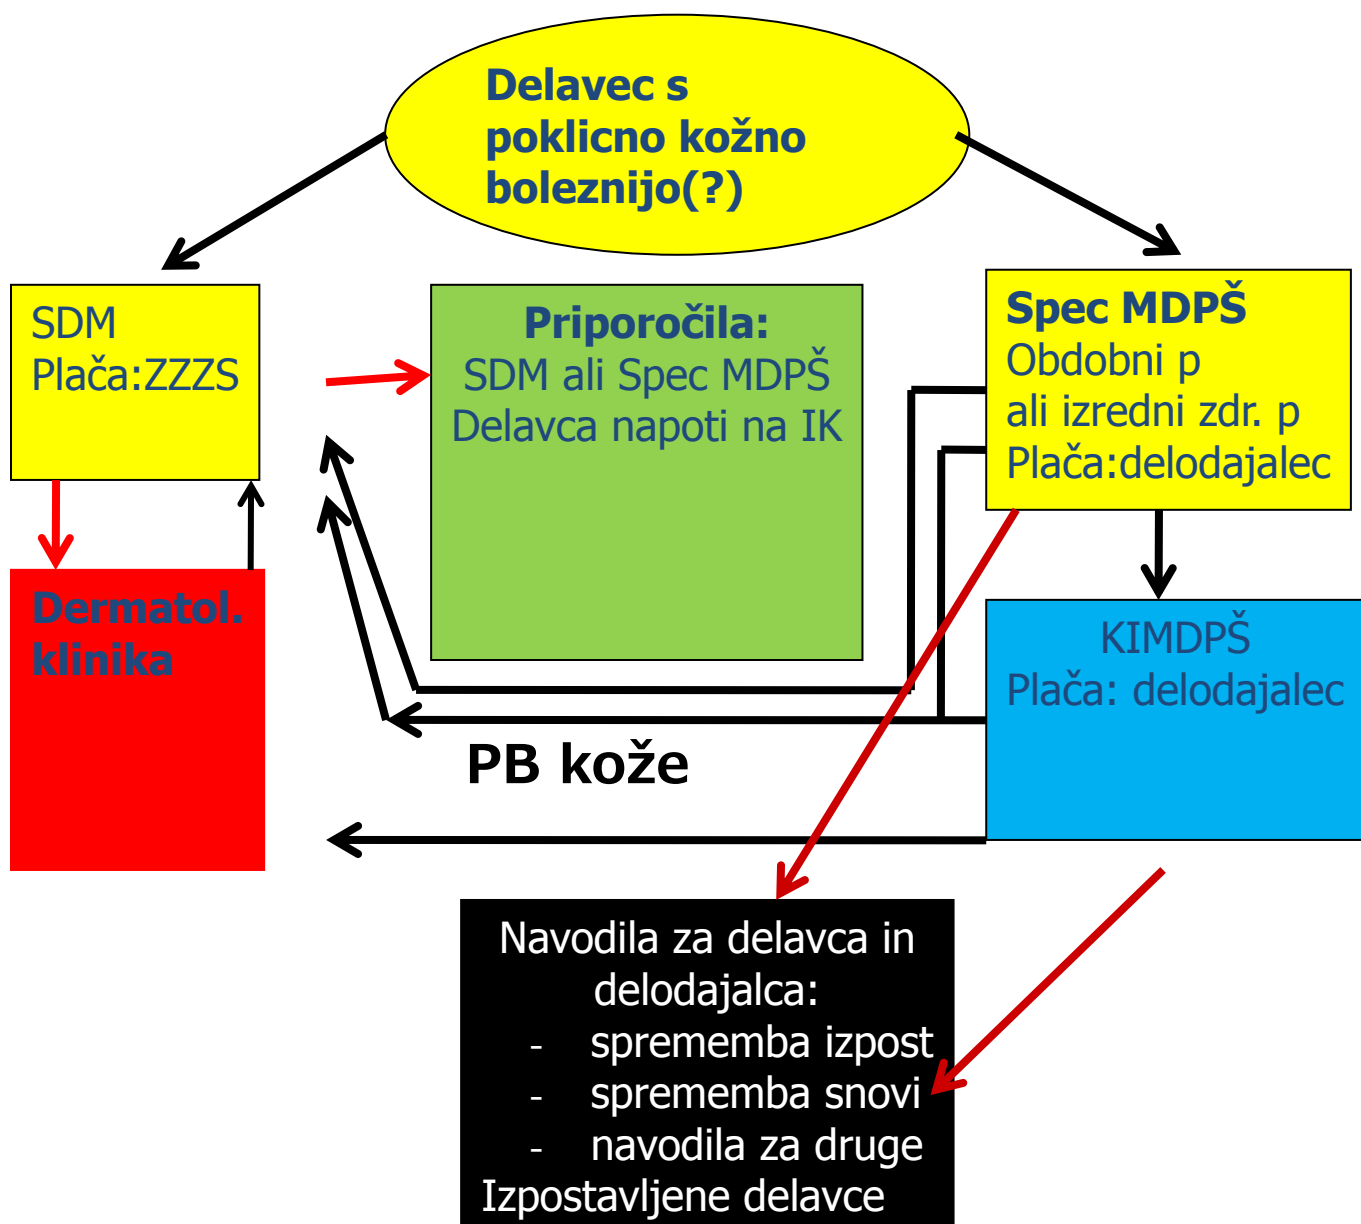 Delavec s
poklicno kožno
boleznijo(?)
SDM
Plača:ZZZS
Priporočila:
SDM ali Spec MDPŠ
Delavca napoti na IK
Spec MDPŠ
Obdobni p
ali izredni zdr. p
Plača:delodajalec
Dermatol.
klinika
KIMDPŠ
Plača: delodajalec
PB kože
Navodila za delavca in
delodajalca:
- sprememba izpost
- sprememba snovi
- navodila za druge
Izpostavljene delavce